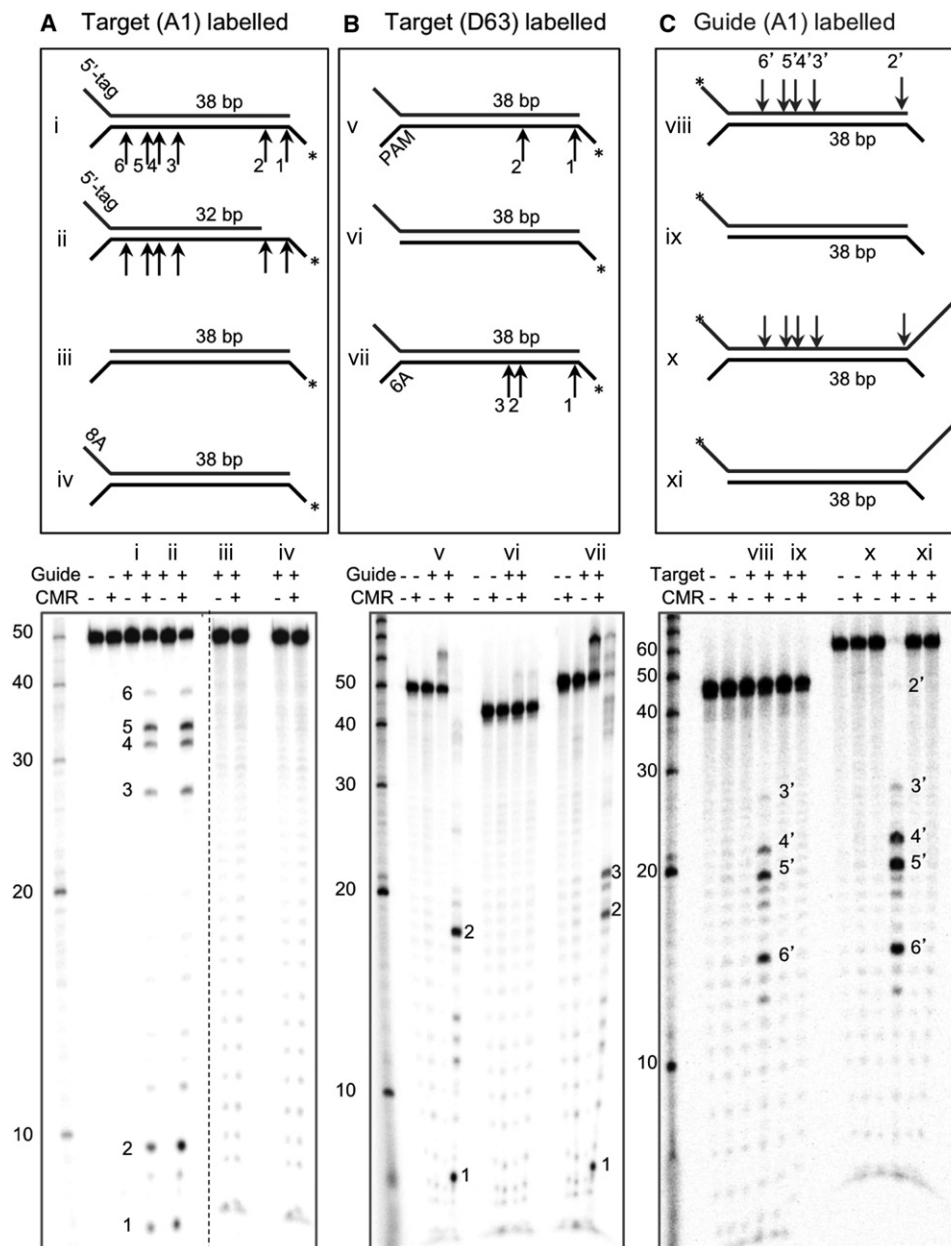 A Target (A1) labelled
5'-tag
38 bp
i
6 5 4 3 2 1 *
5'-tag
32 bp
ii
*
38 bp
iii
*
8A
38 bp
iv
*
B Target (D63) labelled
38 bp
v
PAM
2 1 *
38 bp
vi
*
38 bp
vii
6A
3 2 1 *
C Guide (A1) labelled
6' 5' 4' 3' 2'
*
viii
38 bp
*
ix
38 bp
*
x
38 bp
*
xi
38 bp
i ii iii iv
Guide - - + + + + + + + +
CMR - + - + - + - + - +
50
40
30
20
10
6
5
4
3
2
1
v vi vii
Guide - - + + - - + + - - + +
CMR - + - + - + - + - + - +
50
40
30
20
10
2
1
3
2
1
viii ix x xi
Target - - + + + + - - + + + +
CMR - + - + - + - + - + - +
60
50
40
30
20
10
3'
4'
5'
6'
2'
3'
4'
5'
6'